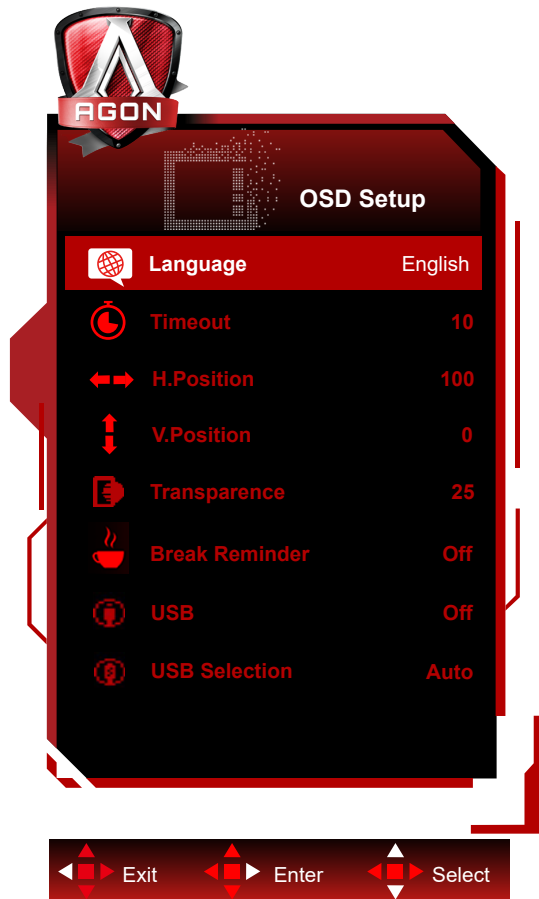 AGON
OSD Setup
Language English
Timeout 10
H.Position 100
V.Position 0
Transparence 25
Break Reminder Off
USB Off
USB Selection Auto
Exit Enter Select